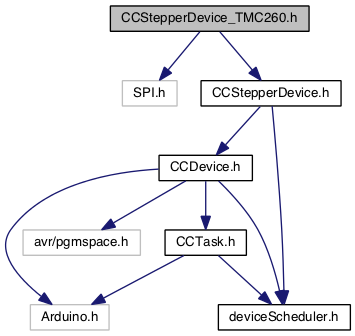 CCStepperDevice_TMC260.h
SPI.h
CCStepperDevice.h
CCDevice.h
avr/pgmspace.h
CCTask.h
Arduino.h
deviceScheduler.h